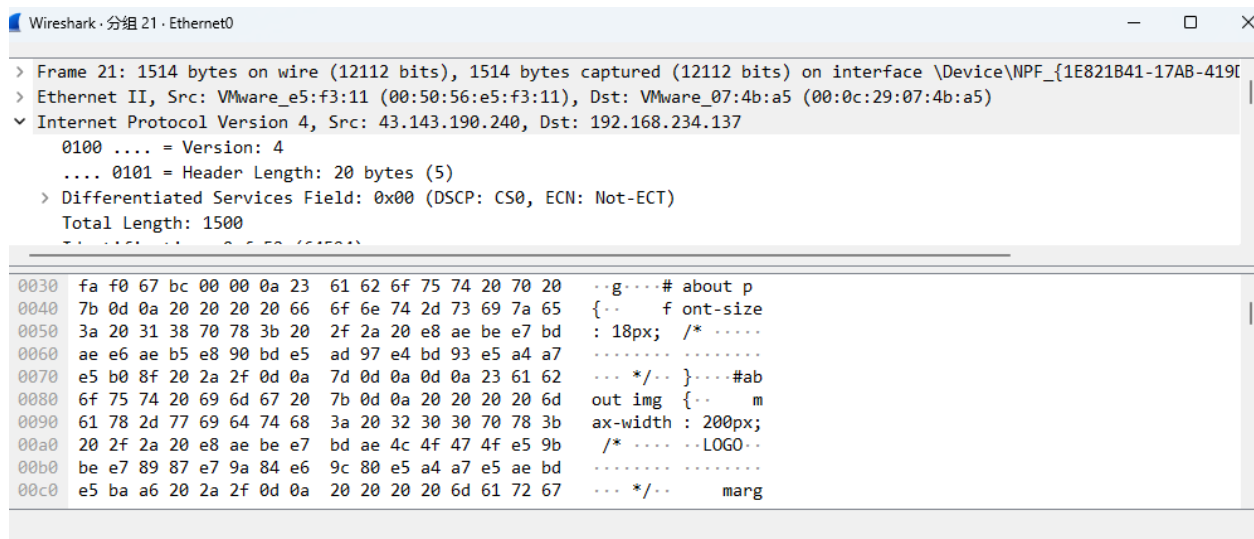 Wireshark · 分组 21 · Ethernet0
Frame 21: 1514 bytes on wire (12112 bits), 1514 bytes captured (12112 bits) on interface \Device\NPF_{1E821B41-17AB-419
Ethernet II, Src: VMware_e5:f3:11 (00:50:56:e5:f3:11), Dst: VMware_07:4b:a5 (00:0c:29:07:4b:a5)
Internet Protocol Version 4, Src: 43.143.190.240, Dst: 192.168.234.137
0100 .... = Version: 4
.... 0101 = Header Length: 20 bytes (5)
Differentiated Services Field: 0x00 (DSCP: CS0, ECN: Not-ECT)
Total Length: 1500
0030 fa f0 67 bc 00 00 0a 23 61 62 6f 75 74 20 70 20 ··g····# about p
0040 7b 0d 0a 20 20 20 20 66 6f 6e 74 2d 73 69 7a 65 {·· f ont-size
0050 3a 20 31 38 70 78 3b 20 2f 2a 20 e8 ae be e7 bd : 18px; /* ·····
0060 ae e6 ae b5 e8 90 bd e5 ad 97 e4 bd 93 e5 a4 a7 ········ ········
0070 e5 b0 8f 20 2a 2f 0d 0a 7d 0d 0a 0d 0a 23 61 62 ··· */·· }····#ab
0080 6f 75 74 20 69 6d 67 20 7b 0d 0a 20 20 20 20 6d out img {·· m
0090 61 78 2d 77 69 64 74 68 3a 20 32 30 30 70 78 3b ax-width : 200px;
00a0 20 2f 2a 20 e8 ae be e7 bd ae 4c 4f 47 4f e5 9b /* ···· ··LOGO··
00b0 be e7 89 87 e7 9a 84 e6 9c 80 e5 a4 a7 e5 ae bd ········ ········
00c0 e5 ba a6 20 2a 2f 0d 0a 20 20 20 20 6d 61 72 67 ··· */·· marg